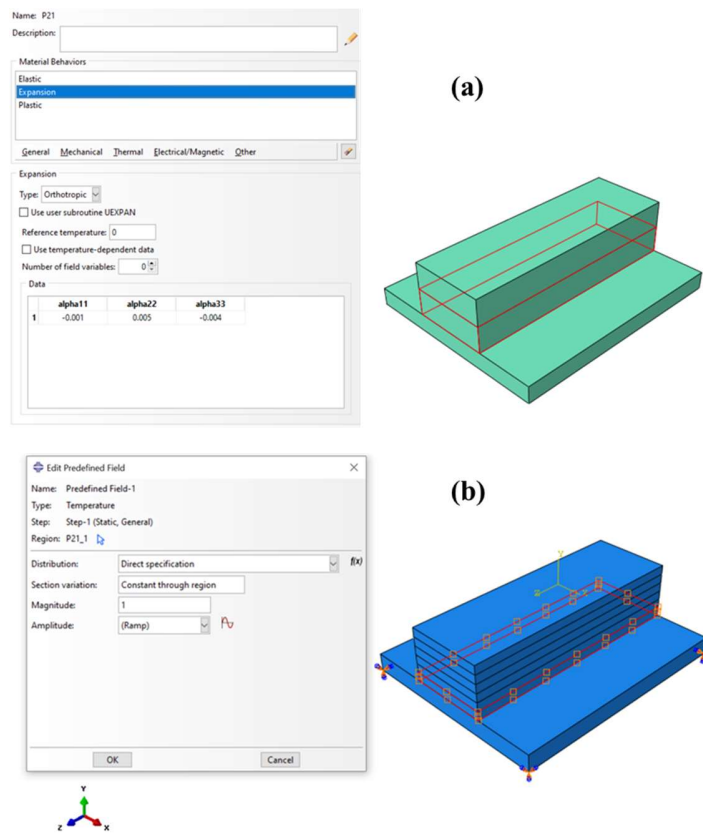 Name: P21
Description:
Material Behaviors
Elastic
Expansion
Plastic
General Mechanical Thermal Electrical/Magnetic Other
Expansion
Type: Orthotropic
Use user subroutine UEXPAN
Reference temperature: 0
Use temperature-dependent data
Number of field variables: 0
Data
alpha11 alpha22 alpha33
1 -0.001 0.005 -0.004
(a)
Edit Predefined Field
Name: Predefined Field-1
Type: Temperature
Step: Step-1 (Static, General)
Region: P21_1
Distribution: Direct specification f(x)
Section variation: Constant through region
Magnitude: 1
Amplitude: (Ramp)
OK Cancel
(b)
Y
Z X
Y
Z X